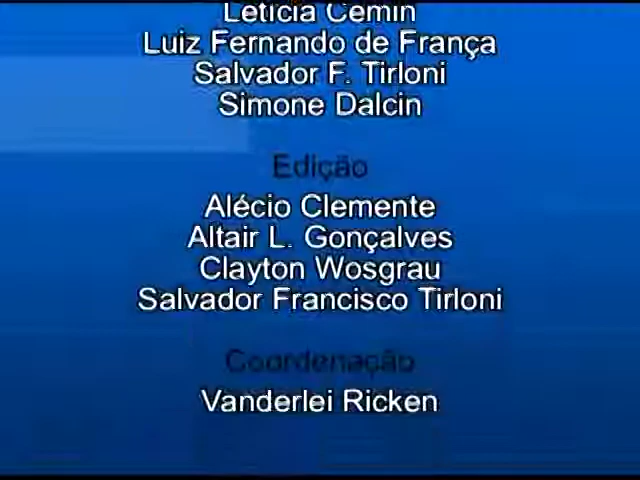 Letícia Cemin
Luiz Fernando de França
Salvador F. Tirloni
Simone Dalcin
Edição
Alécio Clemente
Altair L. Gonçalves
Clayton Wosgrau
Salvador Francisco Tirloni
Coordenação
Vanderlei Ricken